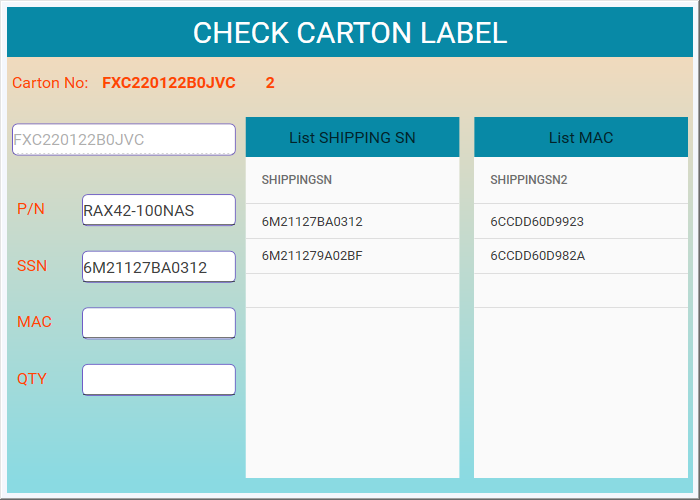 CHECK CARTON LABEL
Carton No: FXC220122B0JVC 2
FXC220122B0JVC
P/N RAX42-100NAS
SSN 6M21127BA0312
MAC
QTY
List SHIPPING SN
SHIPPINGSN
6M21127BA0312
6M211279A02BF
List MAC
SHIPPINGSN2
6CCDD60D9923
6CCDD60D982A